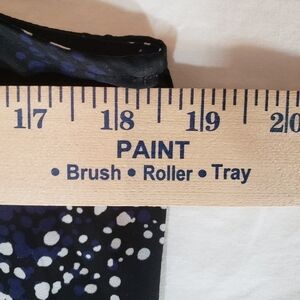 17 18 19 20
PAINT
• Brush • Roller • Tray